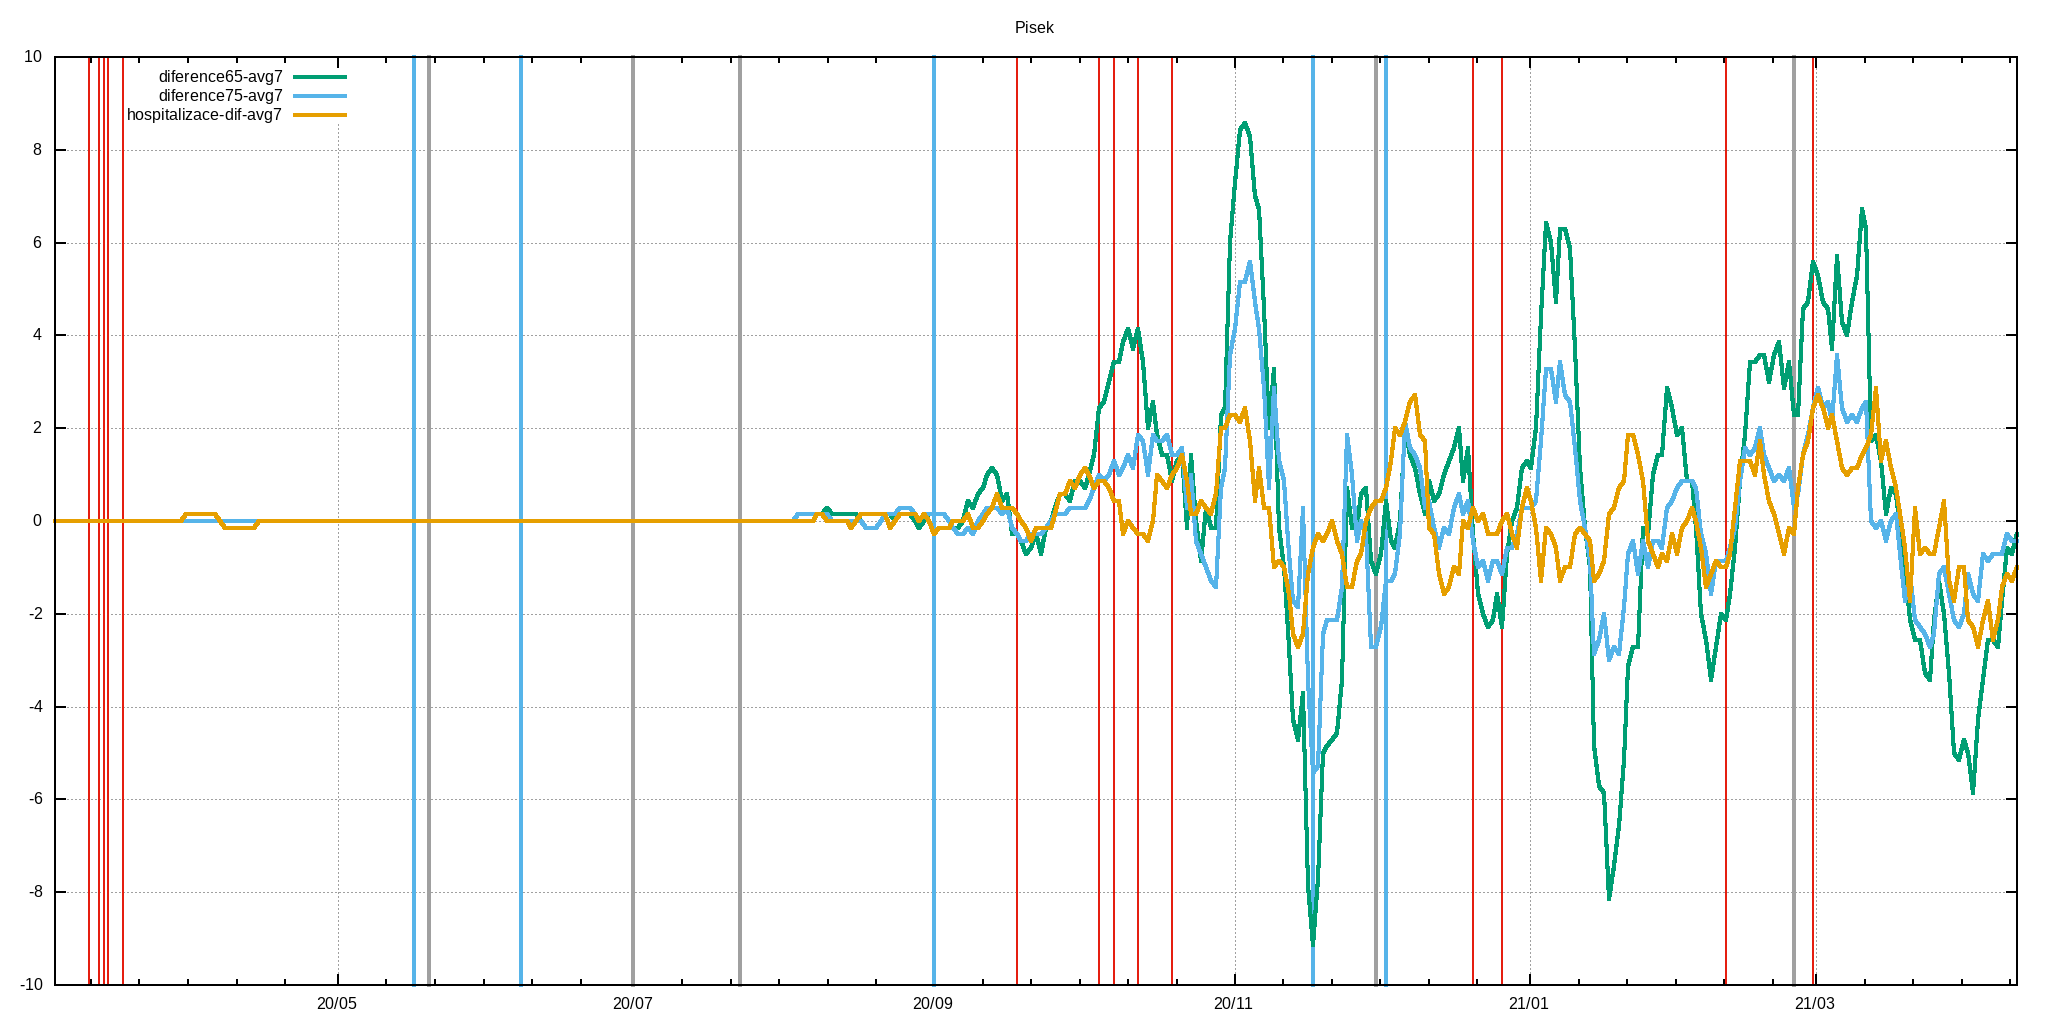 Pisek
10
8
6
4
2
0
-2
-4
-6
-8
-10
diference65-avg7
diference75-avg7
hospitalizace-dif-avg7
20/05 20/07 20/09 20/11 21/01 21/03